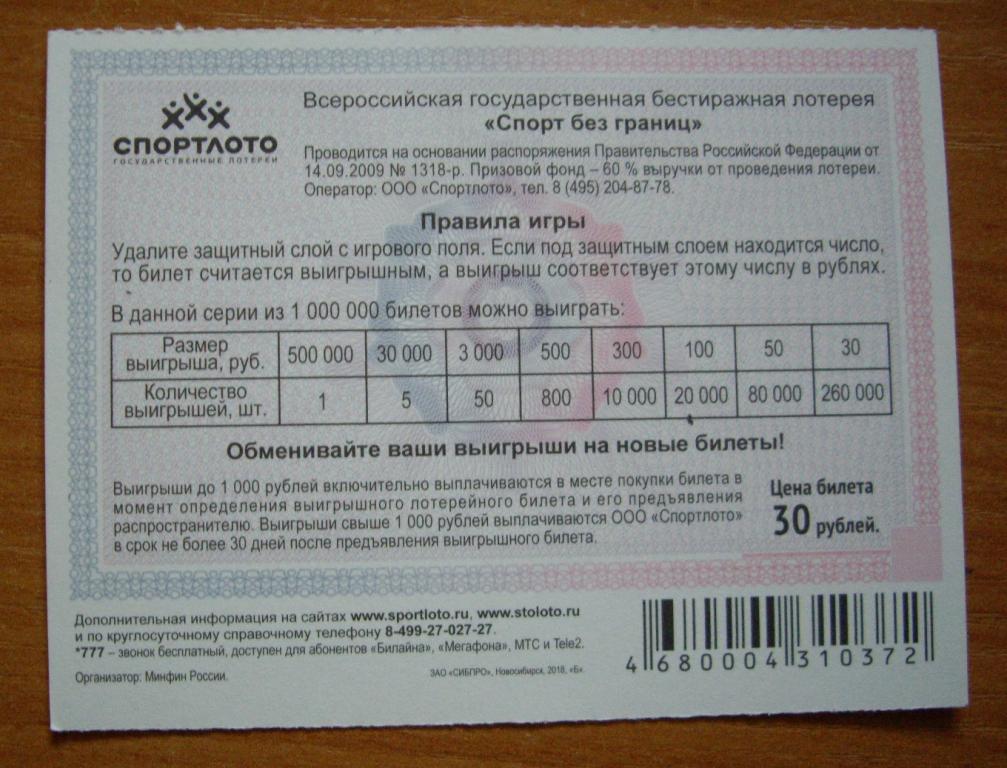 СПОРТЛОТО
ГОСУДАРСТВЕННЫЕ ЛОТЕРЕИ
Всероссийская государственная бестиражная лотерея
«Спорт без границ»
Проводится на основании распоряжения Правительства Российской Федерации от
14.09.2009 № 1318-р. Призовой фонд – 60 % выручки от проведения лотереи.
Оператор: ООО «Спортлото», тел. 8 (495) 204-87-78.
Правила игры
Удалите защитный слой с игрового поля. Если под защитным слоем находится число,
то билет считается выигрышным, а выигрыш соответствует этому числу в рублях.
В данной серии из 1 000 000 билетов можно выиграть:
Размер
выигрыша, руб. 500 000 30 000 3 000 500 300 100 50 30
Количество
выигрышей, шт. 1 5 50 800 10 000 20 000 80 000 260 000
Обменивайте ваши выигрыши на новые билеты!
Выигрыши до 1 000 рублей включительно выплачиваются в месте покупки билета в
момент определения выигрышного лотерейного билета и его предъявления
распространителю. Выигрыши свыше 1 000 рублей выплачиваются ООО «Спортлото»
в срок не более 30 дней после предъявления выигрышного билета.
Цена билета
30 рублей.
Дополнительная информация на сайтах www.sportloto.ru, www.stoloto.ru
и по круглосуточному справочному телефону 8-499-27-027-27.
*777 – звонок бесплатный, доступен для абонентов «Билайна», «Мегафона», МТС и Tele2.
Организатор: Минфин России.
ЗАО «СИБПРО», Новосибирск, 2018, «Б».
4 680004 310372